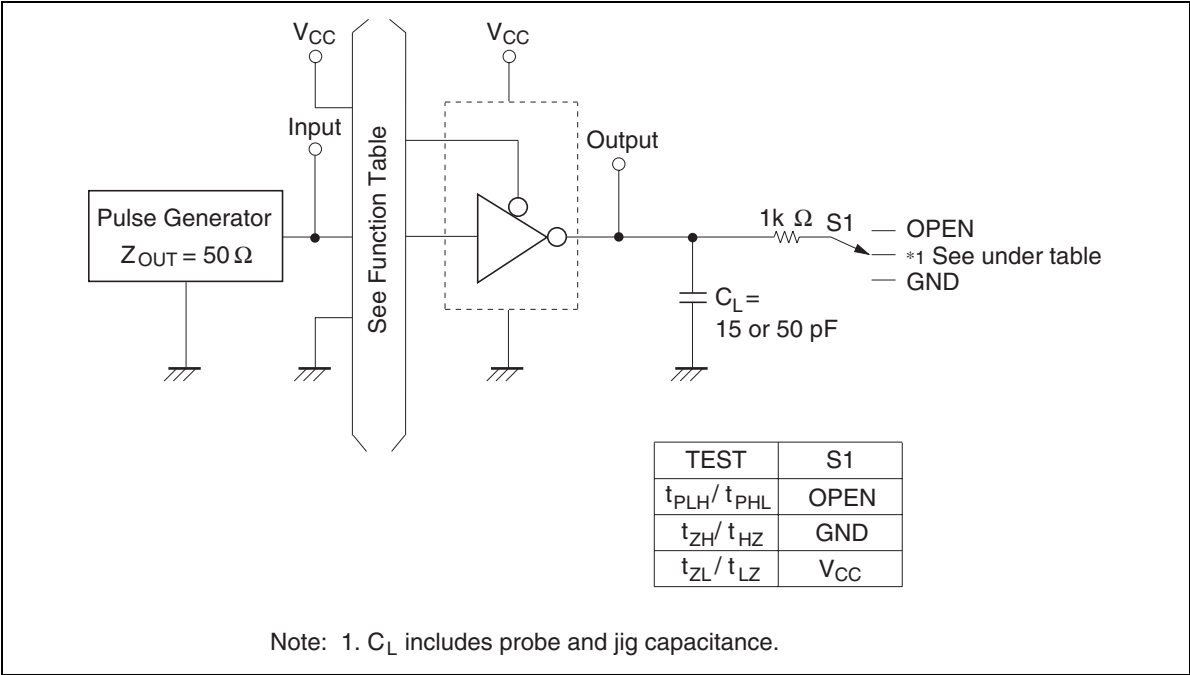 VCC
VCC
Input
See Function Table
Output
Pulse Generator
ZOUT = 50 Ω
1k Ω
S1
OPEN
*1 See under table
GND
CL =
15 or 50 pF
TEST S1
tPLH / tPHL OPEN
tZH / tHZ GND
tZL / tLZ VCC
Note: 1. CL includes probe and jig capacitance.